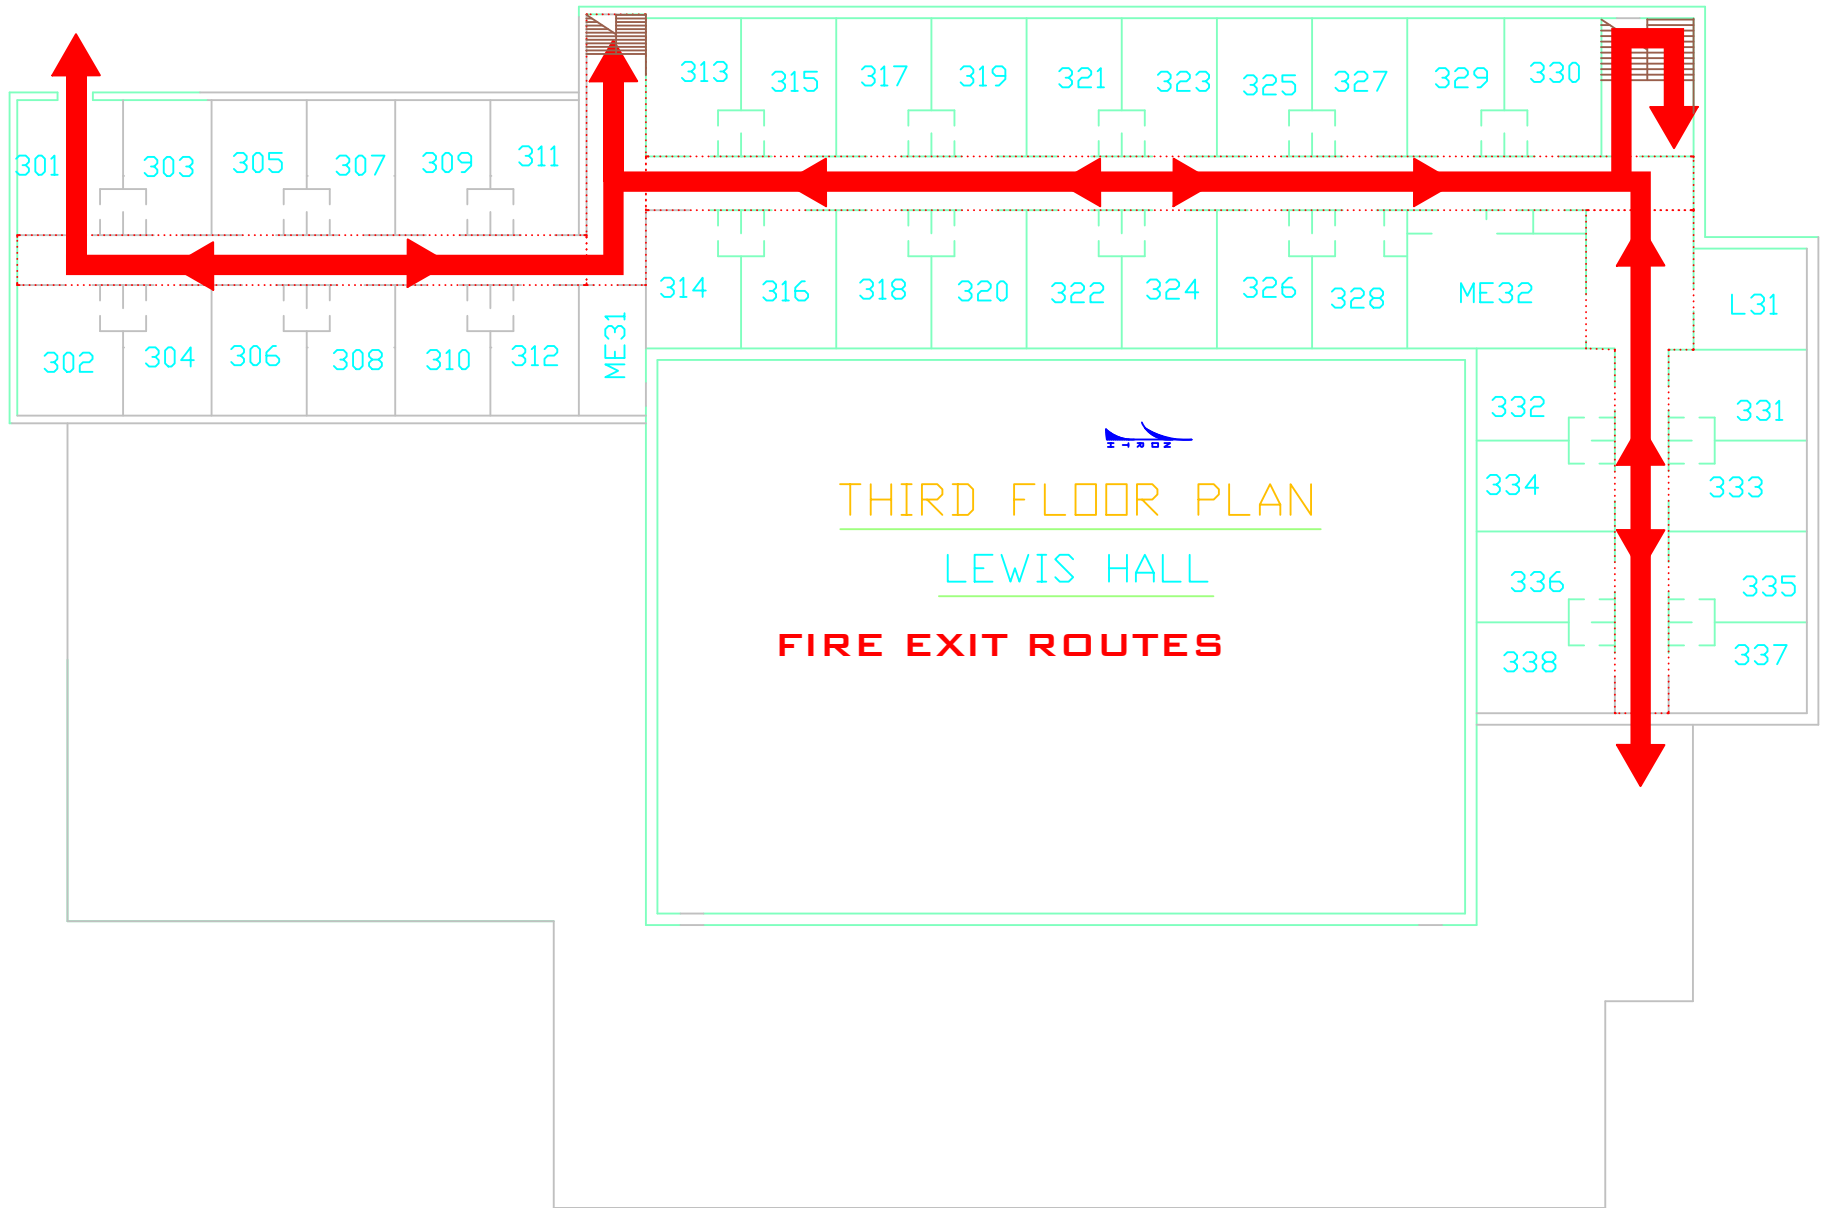 313 315 317 319 321 323 325 327 329 330
301 303 305 307 309 311
314 316 318 320 322 324 326 328 ME32 L31
302 304 306 308 310 312 ME31
332 331
334 333
336 335
338 337
NORTH
THIRD FLOOR PLAN
LEWIS HALL
FIRE EXIT ROUTES